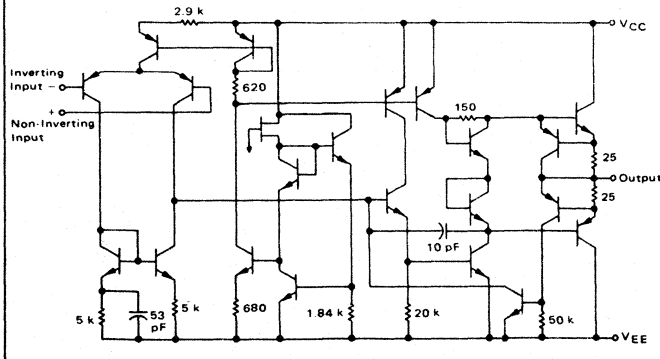 2.9 k
VCC
Inverting
Input −
+
Non-Inverting
Input
620
150
25
Output
25
10 pF
5 k
53
pF
5 k
680
1.84 k
20 k
50 k
VEE